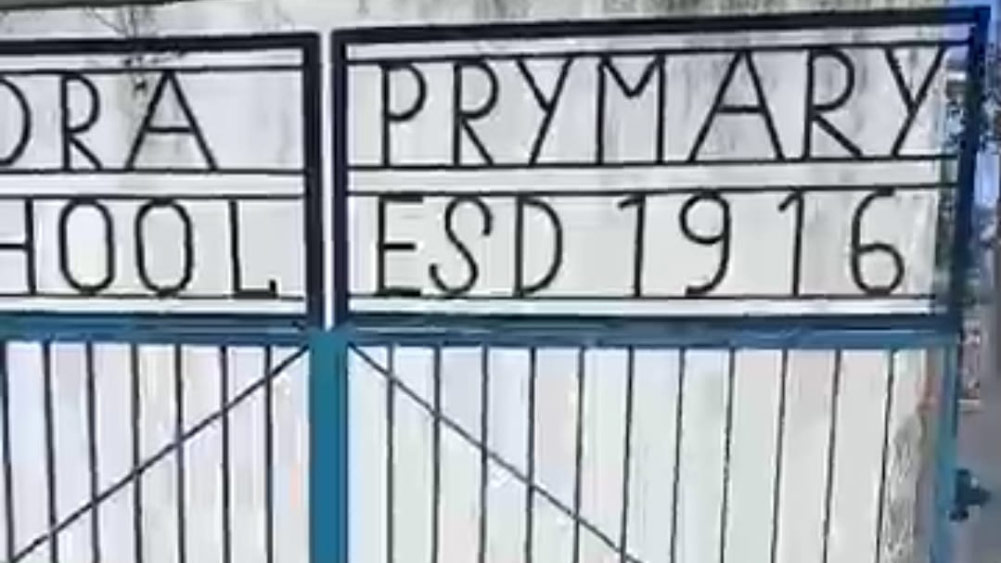 ORA PRYMARY
HOOL ESD 1916